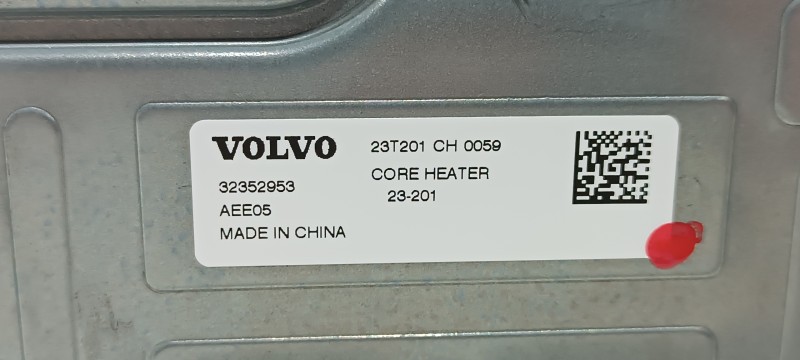 VOLVO
32352953
AEE05
MADE IN CHINA
23T201 CH 0059
CORE HEATER
23-201